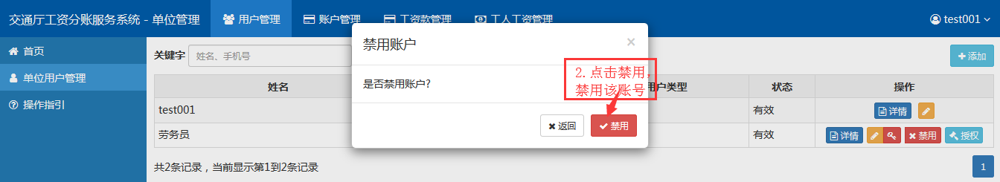 交通厅工资分账服务系统 - 单位管理 用户管理 账户管理 工资款管理 工人工资管理 test001
首页
单位用户管理
操作指引
关键字 姓名、手机号 添加
姓名 用户类型 状态 操作
test001 有效 详情
劳务员 有效 详情 禁用 授权
共2条记录，当前显示第1到2条记录 1
禁用账户 ×
是否禁用账户?
返回 禁用
2.点击禁用，
禁用该账号